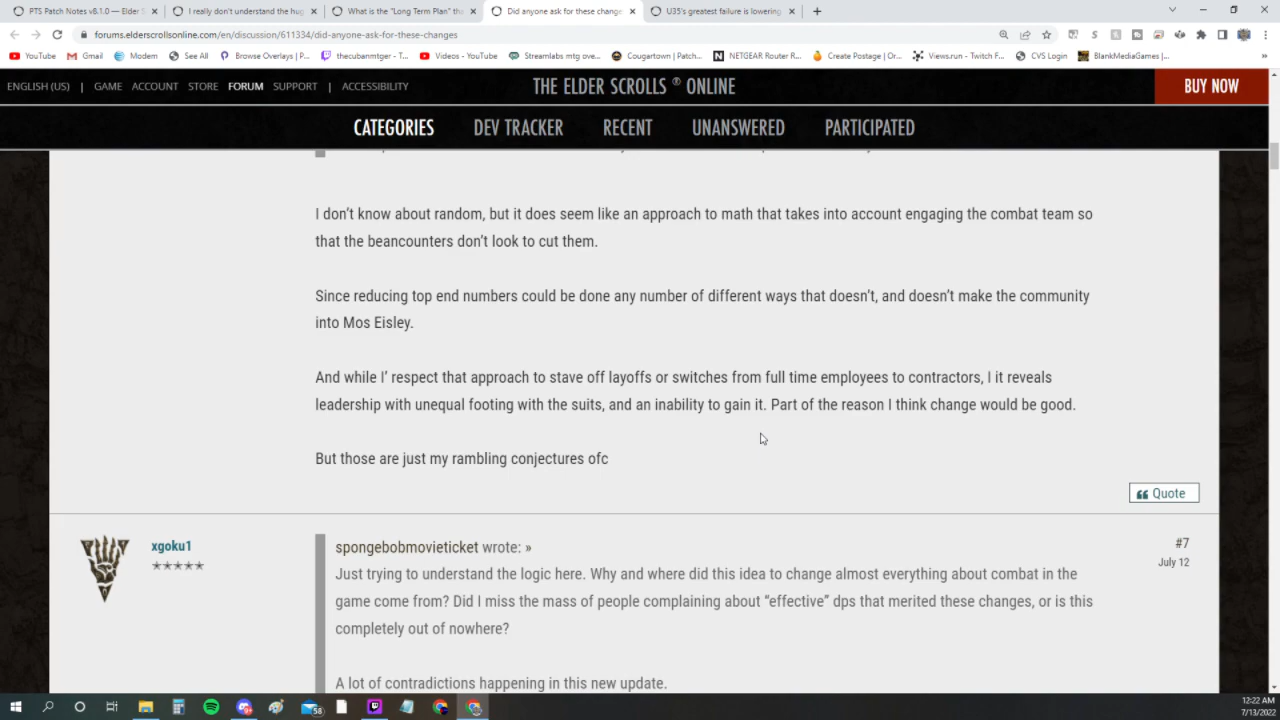 PTS Patch Notes v8.1.0 — Elder S
I really don't understand the hug
What is the "Long Term Plan" tha
Did anyone ask for these change
U35's greatest failure is lowering
forums.elderscrollsonline.com/en/discussion/611334/did-anyone-ask-for-these-changes
YouTube
Gmail
Modem
See All
Browse Overlays | P...
thecubanmtger - T...
Videos - YouTube
Streamlabs mtg ove...
Cougartown | Patch...
NETGEAR Router R...
Create Postage | Or...
Views.run - Twitch F...
CVS Login
BlankMediaGames |...
»
ENGLISH (US) | GAME ACCOUNT STORE FORUM SUPPORT | ACCESSIBILITY
THE ELDER SCROLLS ® ONLINE
BUY NOW
CATEGORIES DEV TRACKER RECENT UNANSWERED PARTICIPATED
I don't know about random, but it does seem like an approach to math that takes into account engaging the combat team so
that the beancounters don't look to cut them.
Since reducing top end numbers could be done any number of different ways that doesn't, and doesn't make the community
into Mos Eisley.
And while I' respect that approach to stave off layoffs or switches from full time employees to contractors, I it reveals
leadership with unequal footing with the suits, and an inability to gain it. Part of the reason I think change would be good.
But those are just my rambling conjectures ofc
Quote
xgoku1
★★★★★
#7
July 12
spongebobmovieticket wrote: »
Just trying to understand the logic here. Why and where did this idea to change almost everything about combat in the
game come from? Did I miss the mass of people complaining about "effective" dps that merited these changes, or is this
completely out of nowhere?
A lot of contradictions happening in this new update.
58
12:22 AM
7/13/2022